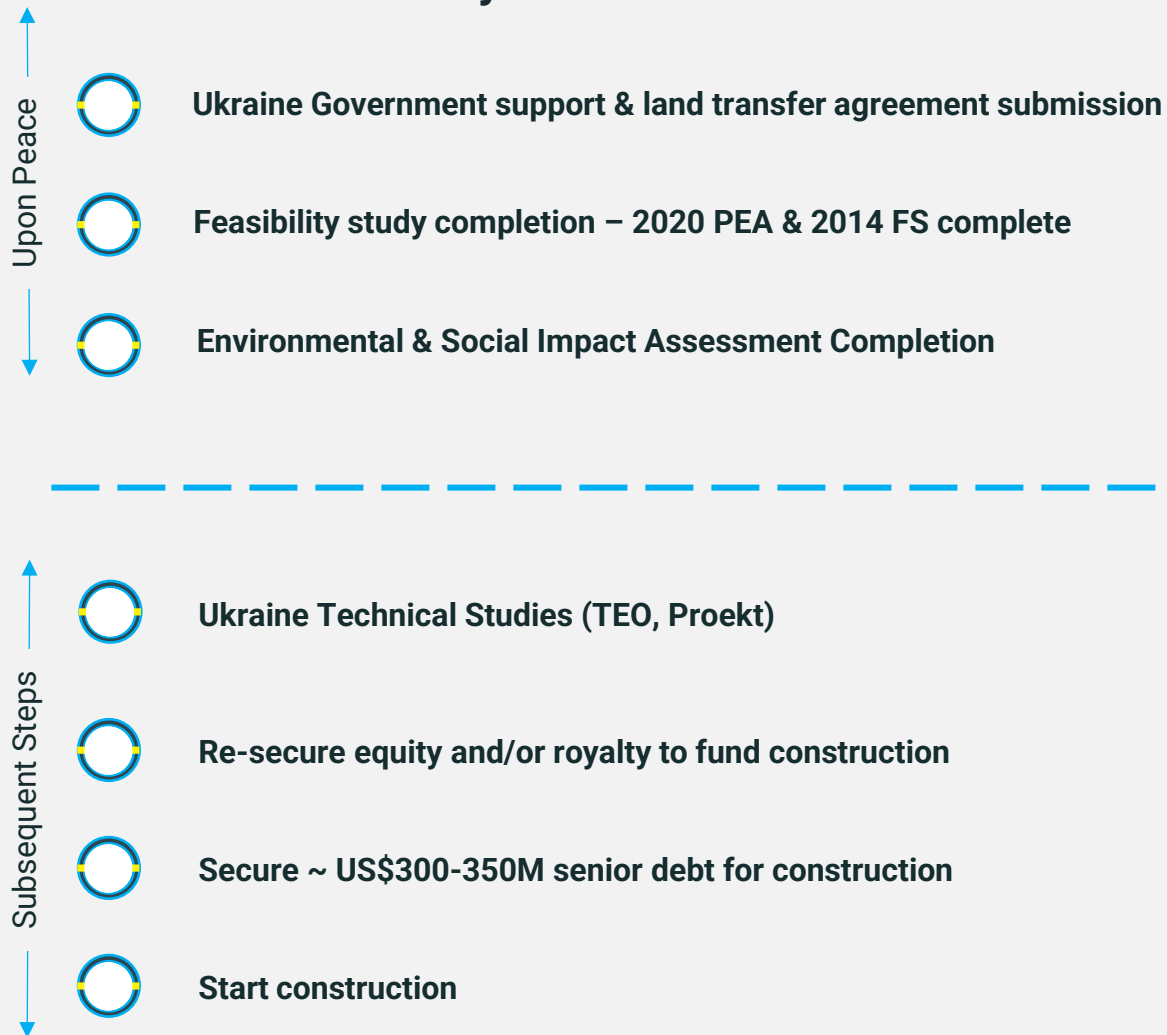 Upon Peace
Ukraine Government support & land transfer agreement submission
Feasibility study completion – 2020 PEA & 2014 FS complete
Environmental & Social Impact Assessment Completion
Subsequent Steps
Ukraine Technical Studies (TEO, Proekt)
Re-secure equity and/or royalty to fund construction
Secure ~ US$300-350M senior debt for construction
Start construction